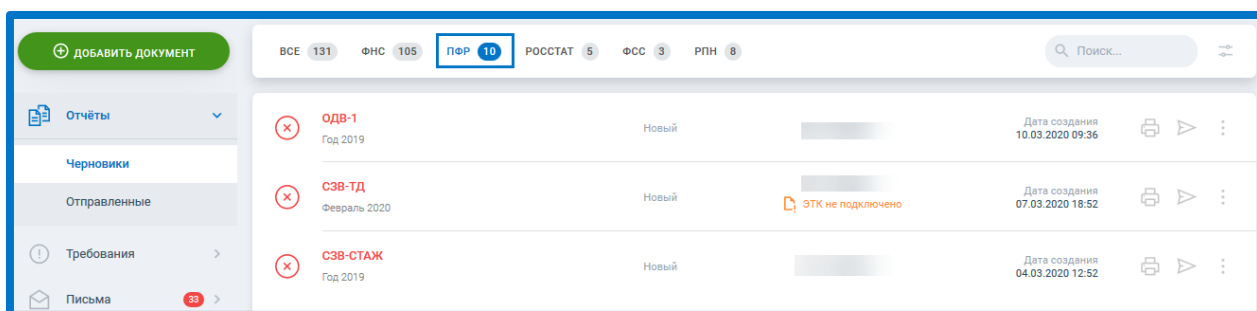 ДОБАВИТЬ ДОКУМЕНТ
ВСЕ 131 ФНС 105 ПФР 10 РОССТАТ 5 ФСС 3 РПН 8
Поиск...
Отчёты
Черновики
Отправленные
Требования
Письма 33
ОДВ-1
Год 2019
Новый
Дата создания
10.03.2020 09:36
СЗВ-ТД
Февраль 2020
Новый
ЭТК не подключено
Дата создания
07.03.2020 18:52
СЗВ-СТАЖ
Год 2019
Новый
Дата создания
04.03.2020 12:52